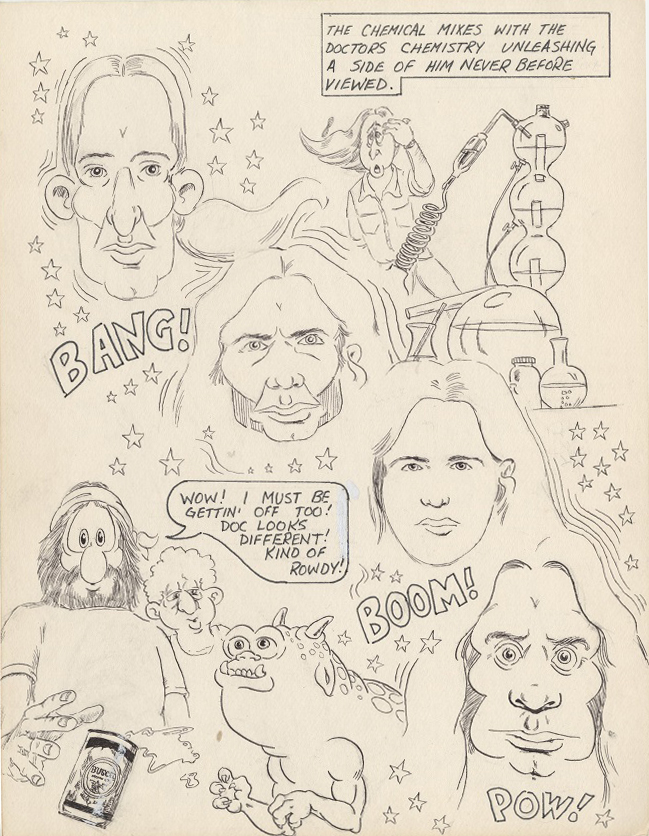 THE CHEMICAL MIXES WITH THE
DOCTORS CHEMISTRY UNLEASHING
A SIDE OF HIM NEVER BEFORE
VIEWED.
BANG!
WOW! I MUST BE
GETTIN' OFF TOO!
DOC LOOKS
DIFFERENT!
KIND OF
ROWDY!
BOOM!
POW!